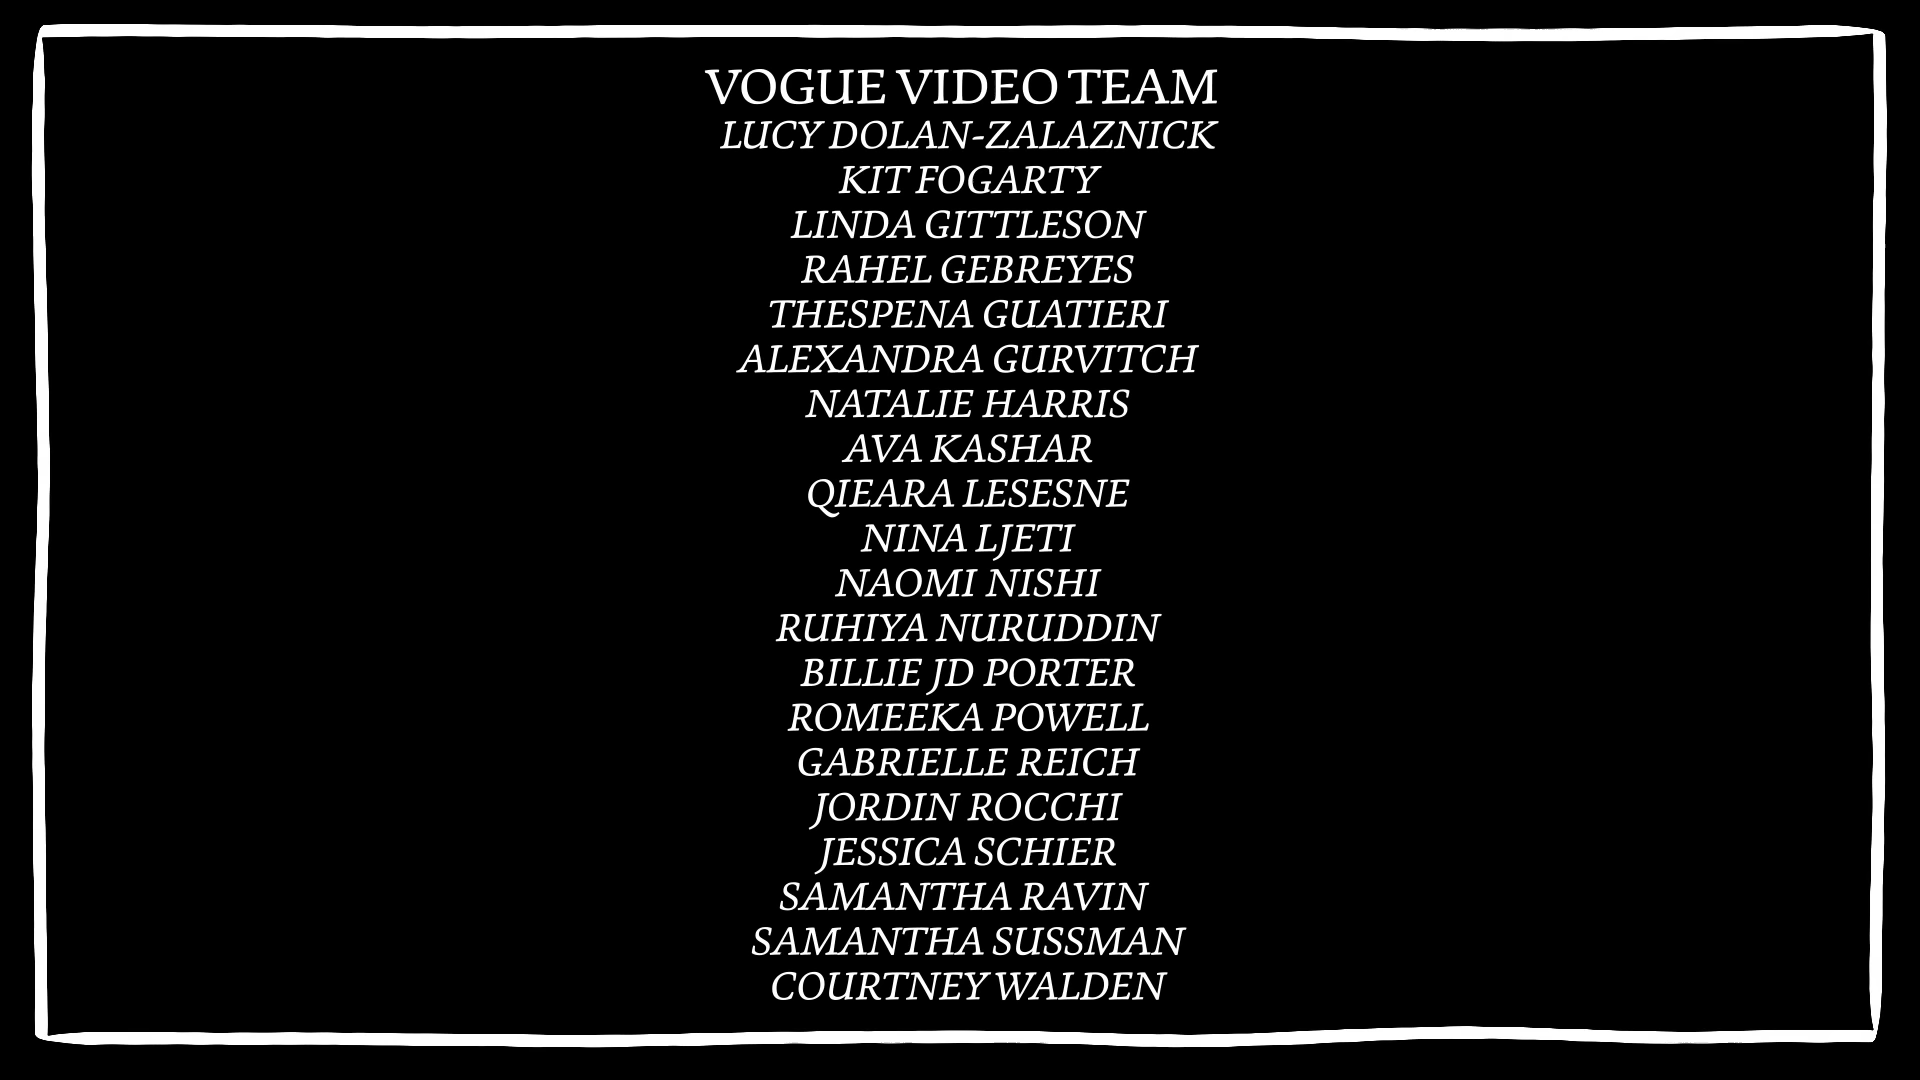 VOGUE VIDEO TEAM
LUCY DOLAN-ZALAZNICK
KIT FOGARTY
LINDA GITTLESON
RAHEL GEBREYES
THESPENA GUATIERI
ALEXANDRA GURVITCH
NATALIE HARRIS
AVA KASHAR
QIEARA LESESNE
NINA LJETI
NAOMI NISHI
RUHIYA NURUDDIN
BILLIE JD PORTER
ROMEEKA POWELL
GABRIELLE REICH
JORDIN ROCCHI
JESSICA SCHIER
SAMANTHA RAVIN
SAMANTHA SUSSMAN
COURTNEY WALDEN